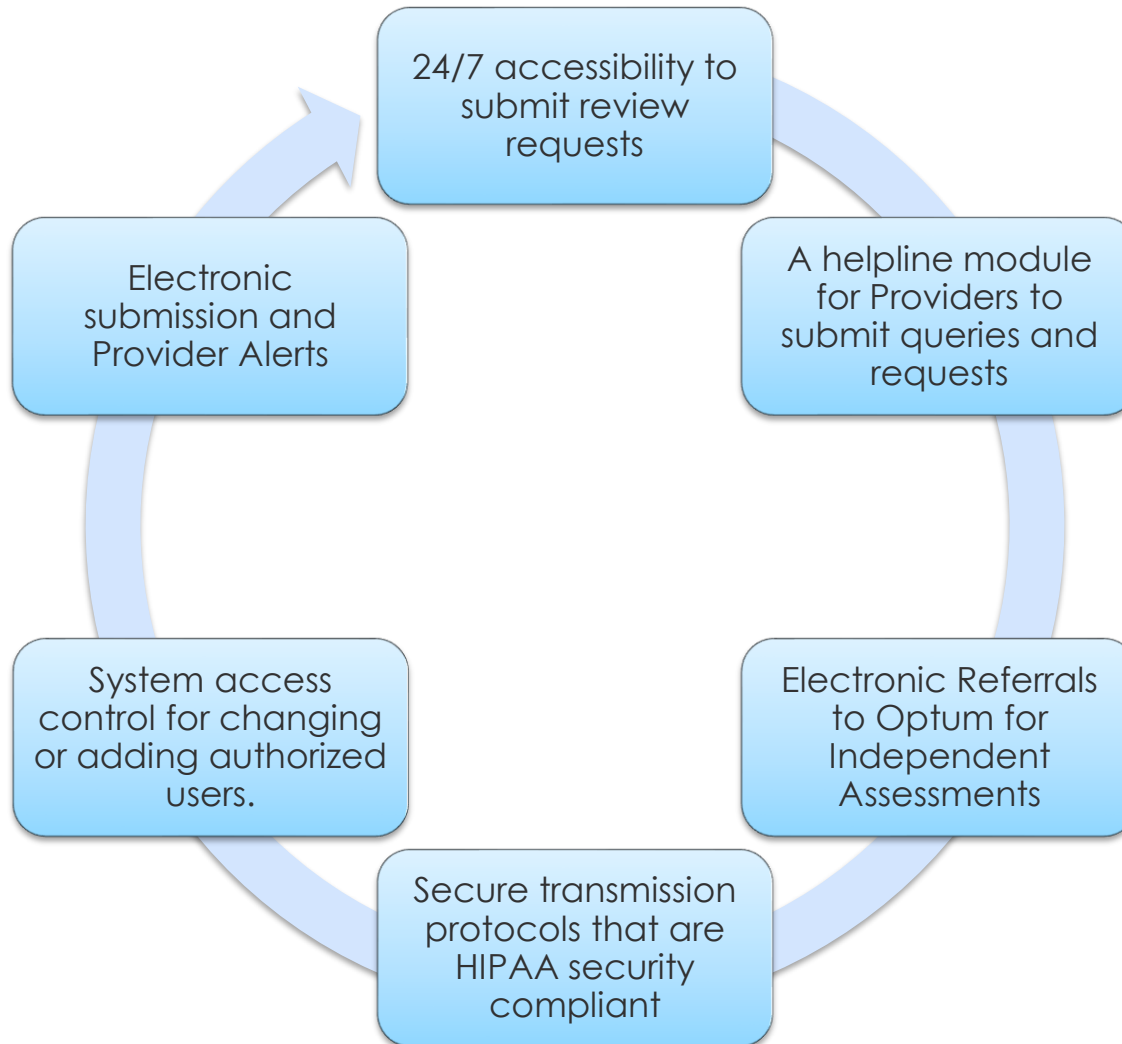 24/7 accessibility to
submit review
requests
A helpline module
for Providers to
submit queries and
requests
Electronic Referrals
to Optum for
Independent
Assessments
Secure transmission
protocols that are
HIPAA security
compliant
System access
control for changing
or adding authorized
users.
Electronic
submission and
Provider Alerts